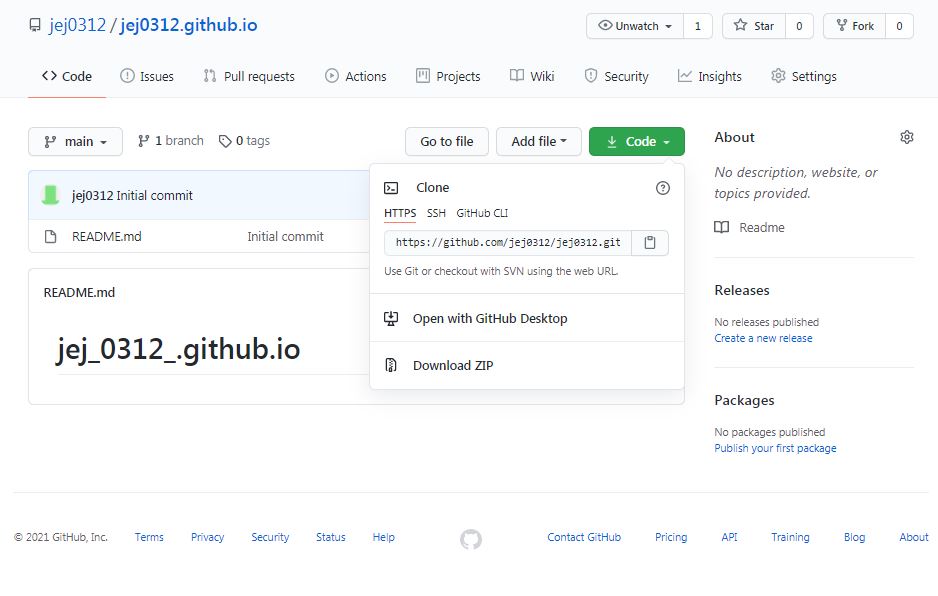 jej0312 / jej0312.github.io
Unwatch 1 Star 0 Fork 0
Code Issues Pull requests Actions Projects Wiki Security Insights Settings
main 1 branch 0 tags Go to file Add file Code
jej0312 Initial commit
README.md Initial commit
Clone
HTTPS SSH GitHub CLI
https://github.com/jej0312/jej0312.git
Use Git or checkout with SVN using the web URL.
Open with GitHub Desktop
Download ZIP
README.md
jej_0312_.github.io
About
No description, website, or
topics provided.
Readme
Releases
No releases published
Create a new release
Packages
No packages published
Publish your first package
© 2021 GitHub, Inc. Terms Privacy Security Status Help Contact GitHub Pricing API Training Blog About